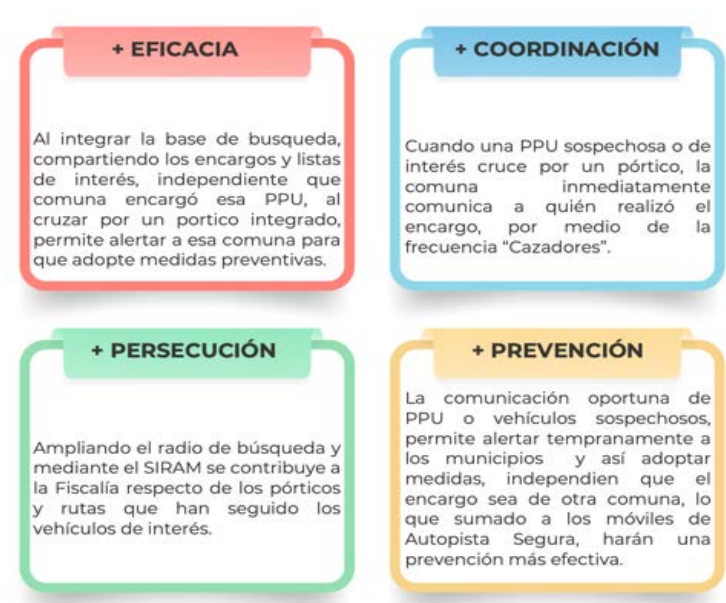 + EFICACIA
Al integrar la base de busqueda,
compartiendo los encargos y listas
de interés, independiente que
comuna encargó esa PPU, al
cruzar por un portico integrado,
permite alertar a esa comuna para
que adopte medidas preventivas.
+ COORDINACIÓN
Cuando una PPU sospechosa o de
interés cruce por un pórtico, la
comuna inmediatamente
comunica a quién realizó el
encargo, por medio de la
frecuencia “Cazadores”.
+ PERSECUCIÓN
Ampliando el radio de búsqueda y
mediante el SIRAM se contribuye a
la Fiscalía respecto de los pórticos
y rutas que han seguido los
vehículos de interés.
+ PREVENCIÓN
La comunicación oportuna de
PPU o vehículos sospechosos,
permite alertar tempranamente a
los municipios y así adoptar
medidas, independien que el
encargo sea de otra comuna, lo
que sumado a los móviles de
Autopista Segura, harán una
prevención más efectiva.